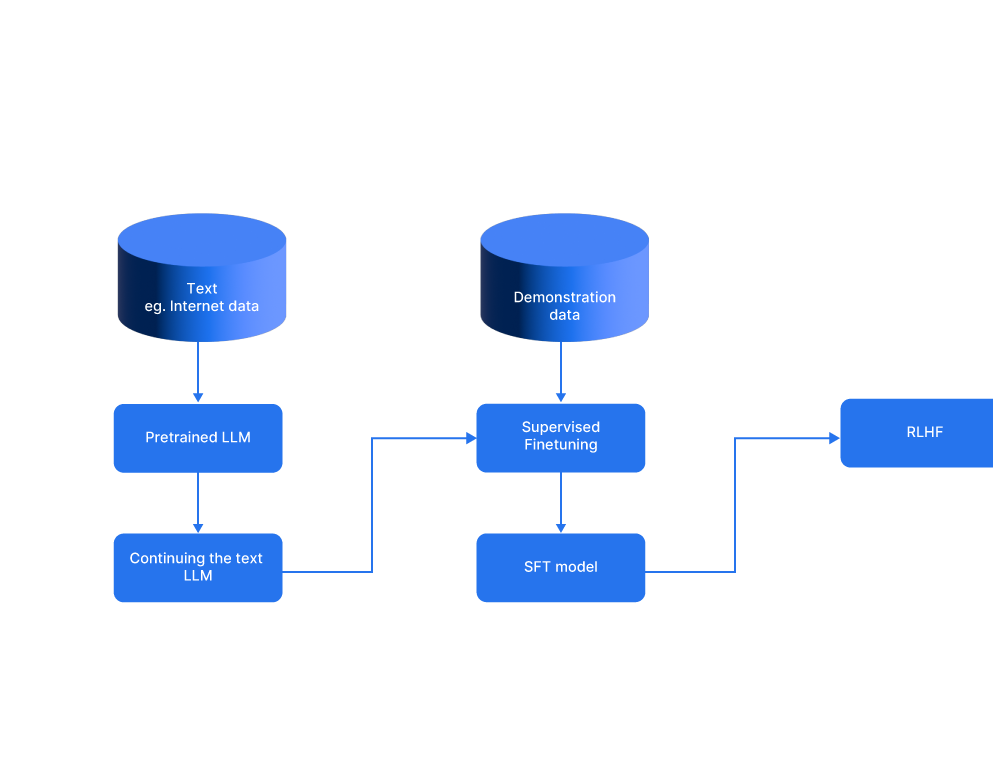 Text
eg. Internet data
Demonstration
data
Pretrained LLM
Supervised
Finetuning
RLHF
Continuing the text
LLM
SFT model